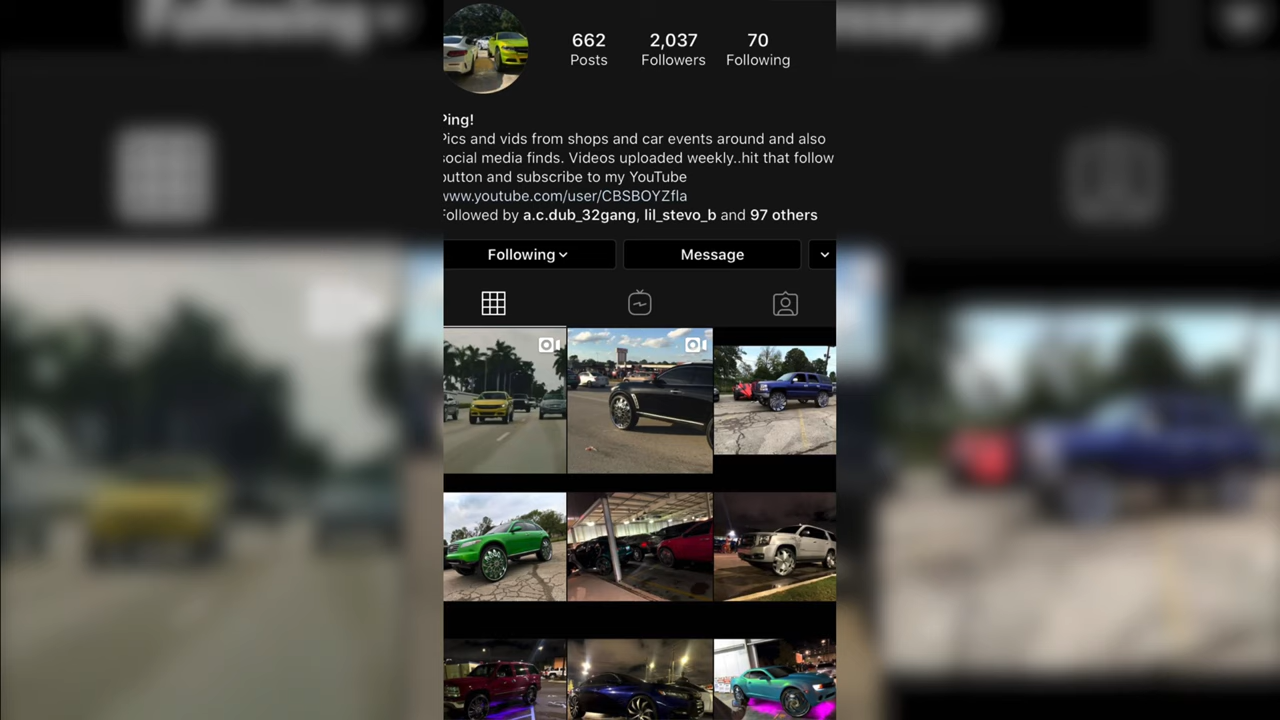 662
2,037
70
Posts
Followers
Following
Ping!
Pics and vids from shops and car events around and also
social media finds. Videos uploaded weekly..hit that follow
button and subscribe to my YouTube
www.youtube.com/user/CBSBOYZfla
Followed by a.c.dub_32gang, lil_stevo_b and 97 others
Following
Message